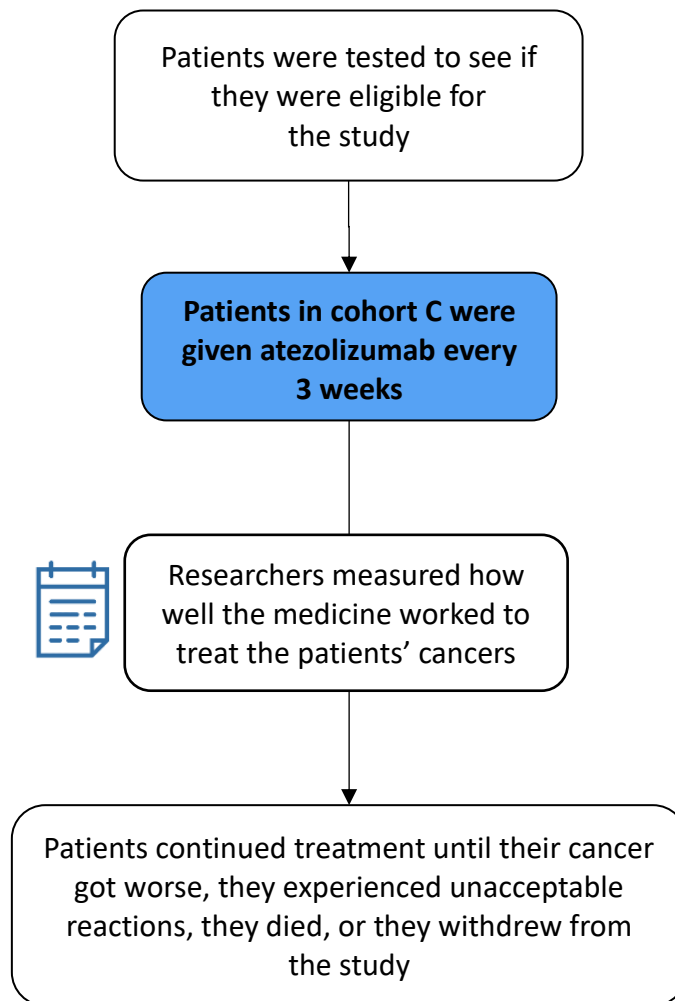 Patients were tested to see if
they were eligible for
the study
Patients in cohort C were
given atezolizumab every
3 weeks
Researchers measured how
well the medicine worked to
treat the patients’ cancers
Patients continued treatment until their cancer
got worse, they experienced unacceptable
reactions, they died, or they withdrew from
the study